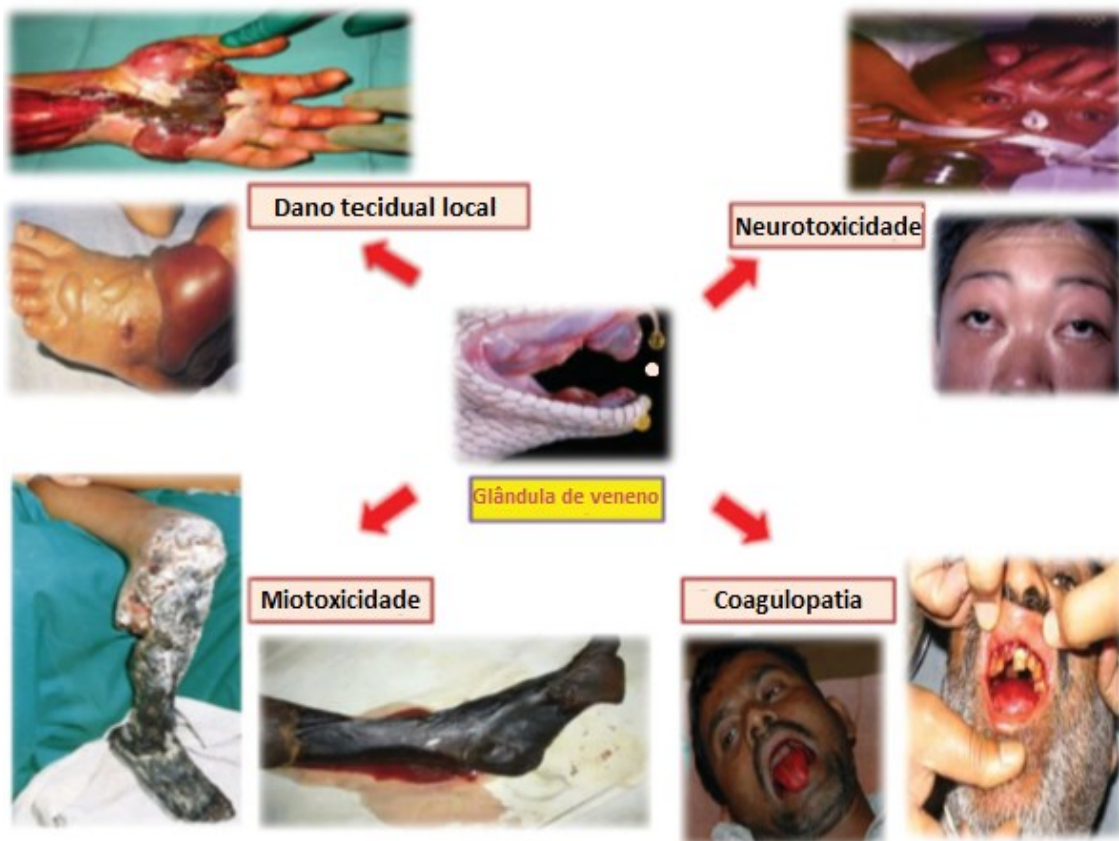 Dano tecidual local
Neurotoxicidade
Glândula de veneno
Miotoxicidade
Coagulopatia